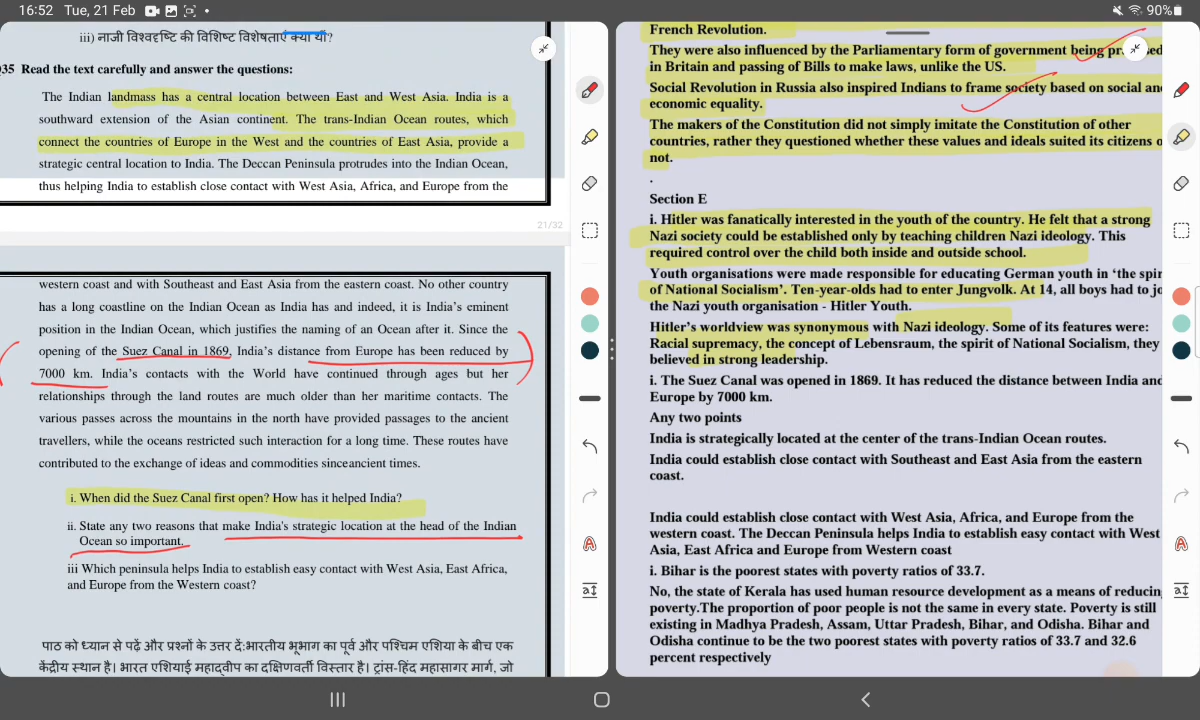 16:52 Tue, 21 Feb
90%
iii) नाजी विश्वदृष्टि की विशिष्ट विशेषताएँ क्या थीं?
35 Read the text carefully and answer the questions:
The Indian landmass has a central location between East and West Asia. India is a
southward extension of the Asian continent. The trans-Indian Ocean routes, which
connect the countries of Europe in the West and the countries of East Asia, provide a
strategic central location to India. The Deccan Peninsula protrudes into the Indian Ocean,
thus helping India to establish close contact with West Asia, Africa, and Europe from the
21/32
western coast and with Southeast and East Asia from the eastern coast. No other country
has a long coastline on the Indian Ocean as India has and indeed, it is India's eminent
position in the Indian Ocean, which justifies the naming of an Ocean after it. Since the
opening of the Suez Canal in 1869, India's distance from Europe has been reduced by
7000 km. India's contacts with the World have continued through ages but her
relationships through the land routes are much older than her maritime contacts. The
various passes across the mountains in the north have provided passages to the ancient
travellers, while the oceans restricted such interaction for a long time. These routes have
contributed to the exchange of ideas and commodities sinceancient times.
i. When did the Suez Canal first open? How has it helped India?
ii. State any two reasons that make India's strategic location at the head of the Indian
Ocean so important.
iii Which peninsula helps India to establish easy contact with West Asia, East Africa,
and Europe from the Western coast?
पाठ को ध्यान से पढ़ें और प्रश्नों के उत्तर दें:भारतीय भूभाग का पूर्व और पश्चिम एशिया के बीच एक
केंद्रीय स्थान है। भारत एशियाई महाद्वीप का दक्षिणवर्ती विस्तार है। ट्रांस-हिंद महासागर मार्ग, जो
French Revolution.
They were also influenced by the Parliamentary form of government being
in Britain and passing of Bills to make laws, unlike the US.
Social Revolution in Russia also inspired Indians to frame society based on social and
economic equality.
The makers of the Constitution did not simply imitate the Constitution of other
countries, rather they questioned whether these values and ideals suited its citizens o
not.
.
Section E
i. Hitler was fanatically interested in the youth of the country. He felt that a strong
Nazi society could be established only by teaching children Nazi ideology. This
required control over the child both inside and outside school.
Youth organisations were made responsible for educating German youth in ‘the spir
of National Socialism’. Ten-year-olds had to enter Jungvolk. At 14, all boys had to jo
the Nazi youth organisation - Hitler Youth.
Hitler’s worldview was synonymous with Nazi ideology. Some of its features were:
Racial supremacy, the concept of Lebensraum, the spirit of National Socialism, they
believed in strong leadership.
i. The Suez Canal was opened in 1869. It has reduced the distance between India and
Europe by 7000 km.
Any two points
India is strategically located at the center of the trans-Indian Ocean routes.
India could establish close contact with Southeast and East Asia from the eastern
coast.
India could establish close contact with West Asia, Africa, and Europe from the
western coast. The Deccan Peninsula helps India to establish easy contact with West
Asia, East Africa and Europe from Western coast
i. Bihar is the poorest states with poverty ratios of 33.7.
No, the state of Kerala has used human resource development as a means of reducin
poverty.The proportion of poor people is not the same in every state. Poverty is still
existing in Madhya Pradesh, Assam, Uttar Pradesh, Bihar, and Odisha. Bihar and
Odisha continue to be the two poorest states with poverty ratios of 33.7 and 32.6
percent respectively